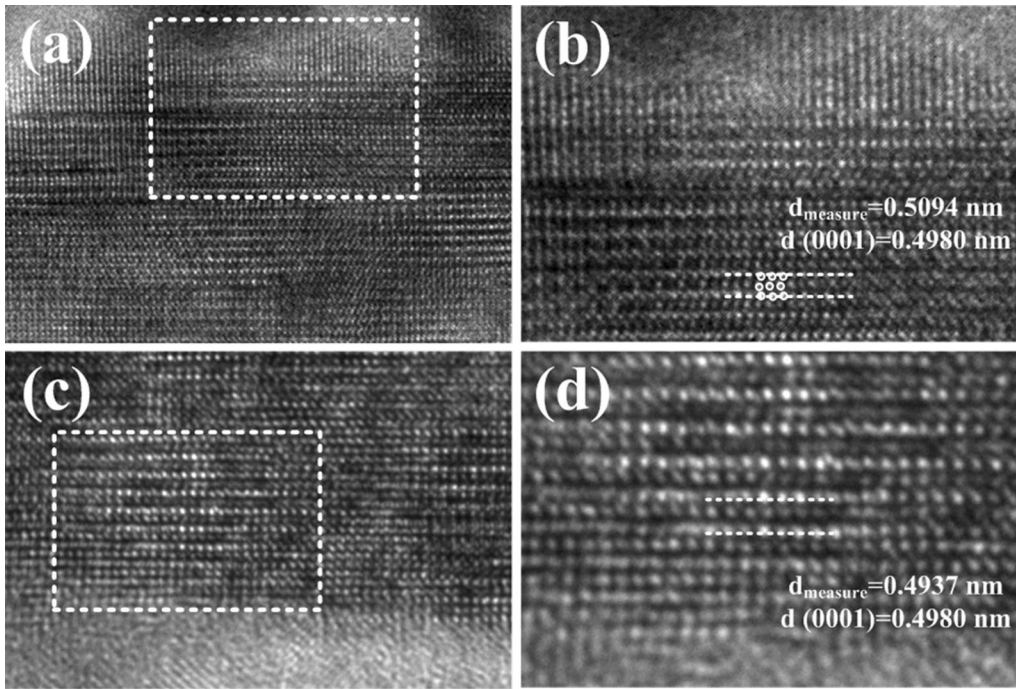 (a)
(b)
dmeasure=0.5094 nm
d (0001)=0.4980 nm
(c)
(d)
dmeasure=0.4937 nm
d (0001)=0.4980 nm